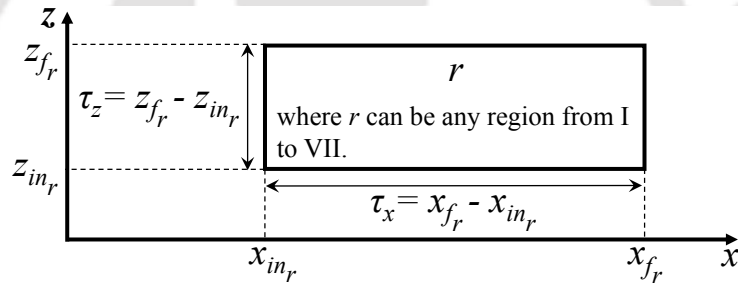 z
z_{f_r}
r
τ_z = z_{f_r} - z_{in_r}
where r can be any region from I
to VII.
z_{in_r}
τ_x = x_{f_r} - x_{in_r}
x_{in_r}
x_{f_r}
x